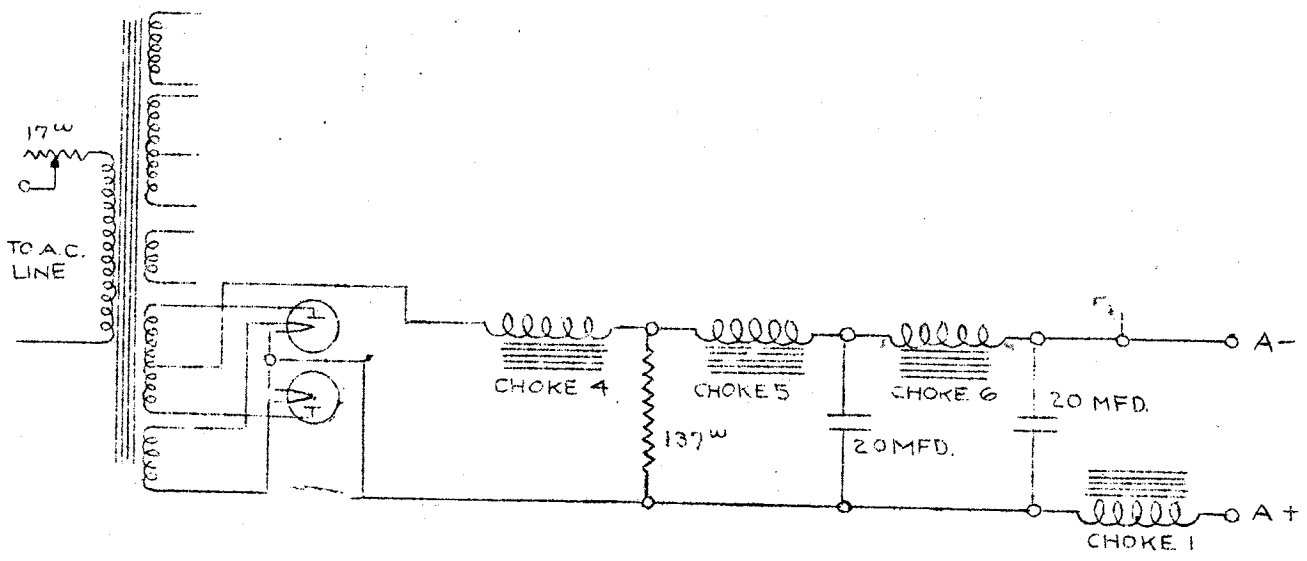 17ω
TO A.C.
LINE
CHOKE 4
CHOKE 5
CHOKE 6
A-
137ω
20 MFD.
20 MFD.
A+
CHOKE 1